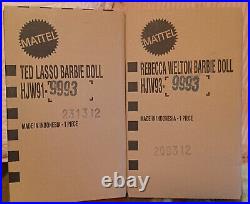 MATTEL
TED LASSO BARBIE DOLL
HJW91-9993
231312
MADE IN INDONESIA - 1 PIECE
MATTEL
REBECCA WELTON BARBIE DOLL
HJW93-9993
MADE IN INDONESIA - 1 PIECE